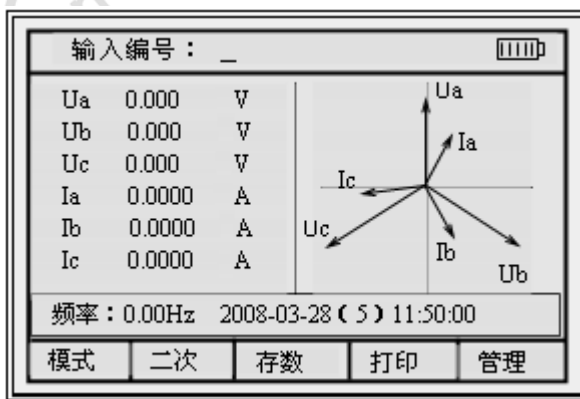 输入编号： _
Ua 0.000 V
Ub 0.000 V
Uc 0.000 V
Ia 0.0000 A
Ib 0.0000 A
Ic 0.0000 A
Ua
Ia
Ic
Uc
Ib
Ub
频率：0.00Hz 2008-03-28（5）11:50:00
模式 二次 存数 打印 管理